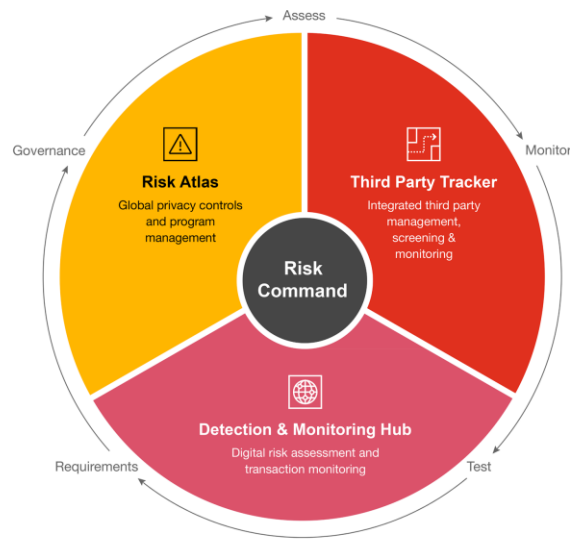 Assess
Governance
Monitor
Risk Atlas
Global privacy controls
and program
management
Third Party Tracker
Integrated third party
management,
screening &
monitoring
Risk
Command
Detection & Monitoring Hub
Digital risk assessment and
transaction monitoring
Requirements
Test